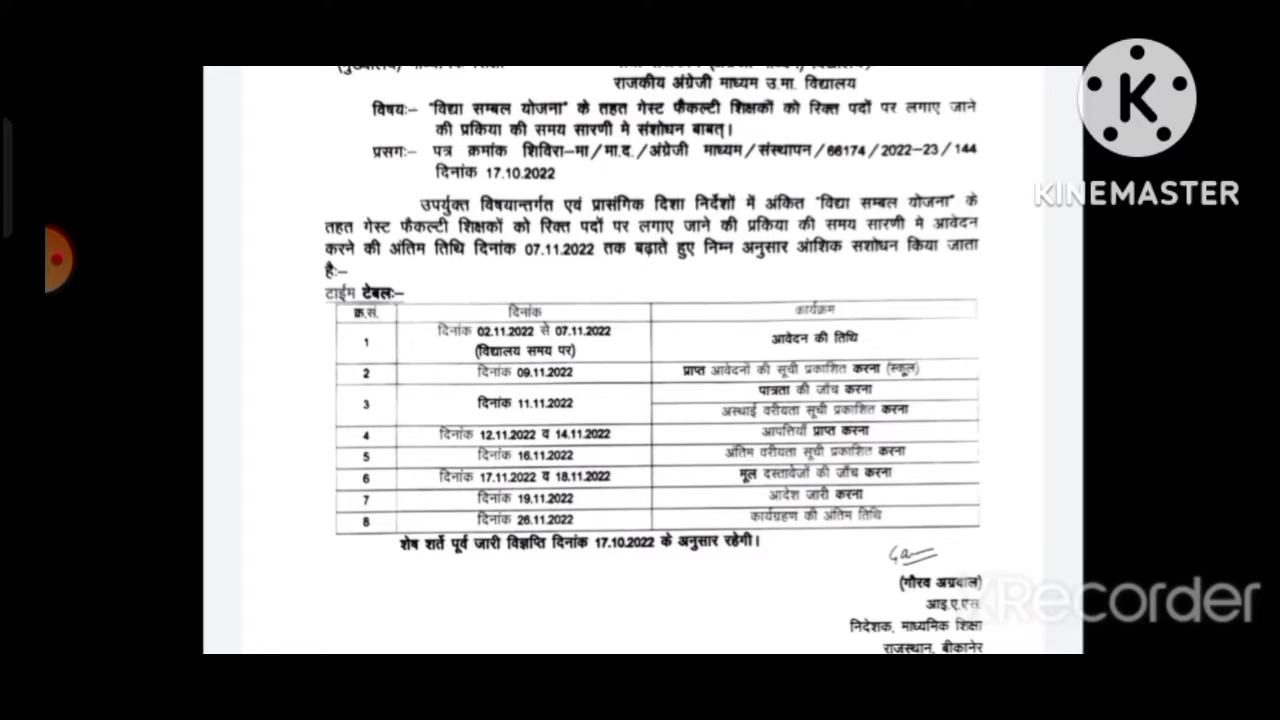 राजकीय अंग्रेजी माध्यम उ.मा. विद्यालय
विषयः– "विद्या सम्बल योजना" के तहत गेस्ट फैकल्टी शिक्षकों को रिक्त पदों पर लगाए जाने
की प्रकिया की समय सारणी मे संशोधन बाबत्।
प्रसगः– पत्र क्रमांक शिविरा–मा/मा.द./अंग्रेजी माध्यम/संस्थापन/66174/2022–23/144
दिनांक 17.10.2022
उपर्युक्त विषयान्तर्गत एवं प्रासंगिक दिशा निर्देशों में अंकित "विद्या सम्बल योजना" के
तहत गेस्ट फैकल्टी शिक्षकों को रिक्त पदों पर लगाए जाने की प्रकिया की समय सारणी मे आवेदन
करने की अंतिम तिथि दिनांक 07.11.2022 तक बढ़ाते हुए निम्न अनुसार आंशिक सशोधन किया जाता
हैः–
टाईम टेबलः–
क्र.सं. दिनांक कार्यक्रम
1 दिनांक 02.11.2022 से 07.11.2022 (विद्यालय समय पर) आवेदन की तिथि
2 दिनांक 09.11.2022 प्राप्त आवेदनों की सूची प्रकाशित करना (स्कूल)
3 दिनांक 11.11.2022 पात्रता की जॉच करना
अस्थाई वरीयता सूची प्रकाशित करना
4 दिनांक 12.11.2022 व 14.11.2022 आपत्तियॉ प्राप्त करना
5 दिनांक 16.11.2022 अंतिम वरीयता सूची प्रकाशित करना
6 दिनांक 17.11.2022 व 18.11.2022 मूल दस्तावेजों की जॉच करना
7 दिनांक 19.11.2022 आदेश जारी करना
8 दिनांक 26.11.2022 कार्यग्रहण की अंतिम तिथि
शेष शर्ते पूर्व जारी विज्ञप्ति दिनांक 17.10.2022 के अनुसार रहेगी।
(गौरव अग्रवाल)
आइ.ए.एस.
निदेशक, माध्यमिक शिक्षा
राजस्थान, बीकानेर
KINEMASTER
XRecorder